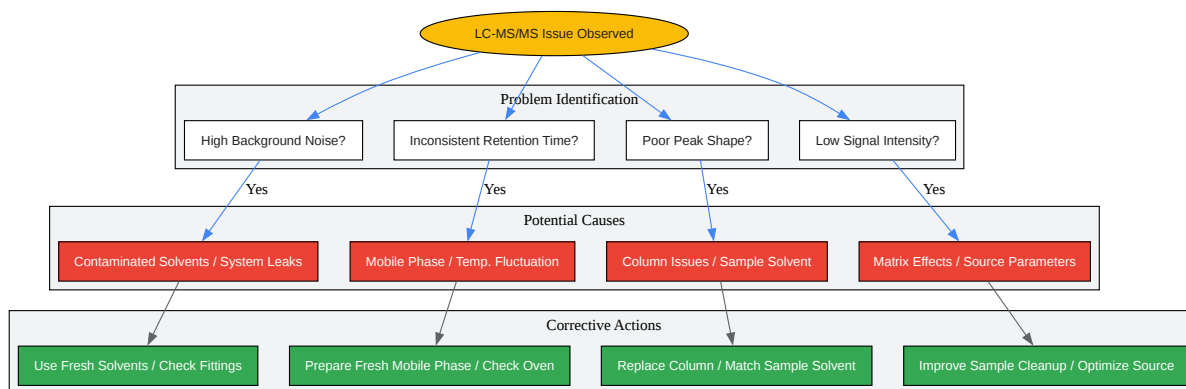 LC-MS/MS Issue Observed
Problem Identification
High Background Noise?
Inconsistent Retention Time?
Poor Peak Shape?
Low Signal Intensity?
Yes
Yes
Yes
Yes
Potential Causes
Contaminated Solvents / System Leaks
Mobile Phase / Temp. Fluctuation
Column Issues / Sample Solvent
Matrix Effects / Source Parameters
Corrective Actions
Use Fresh Solvents / Check Fittings
Prepare Fresh Mobile Phase / Check Oven
Replace Column / Match Sample Solvent
Improve Sample Cleanup / Optimize Source